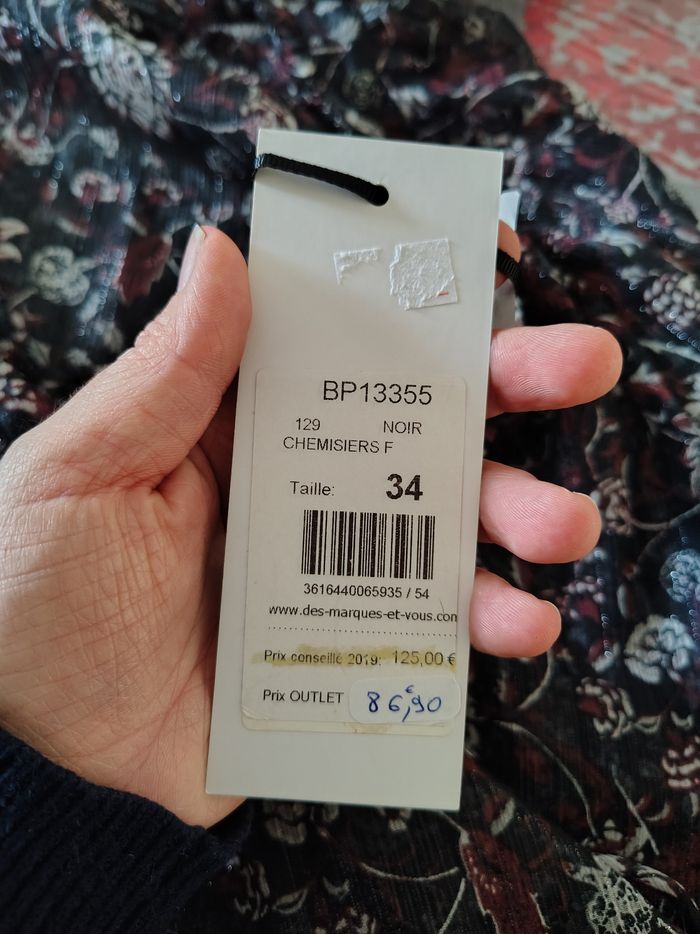 BP13355
129 NOIR
CHEMISIERS F
Taille: 34
3616440065935 / 54
www.des-marques-et-vous.com
Prix conseillé 2019: 125,00 €
Prix OUTLET 86,90 €